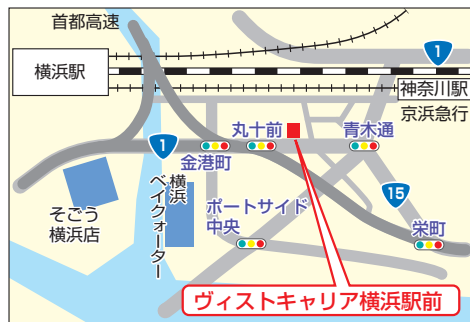 首都高速
横浜駅
1
神奈川駅
京浜急行
丸十前
青木通
1
金港町
横浜
ベイクォーター
そごう
横浜店
ポートサイド
中央
15
栄町
ヴィストキャリア横浜駅前